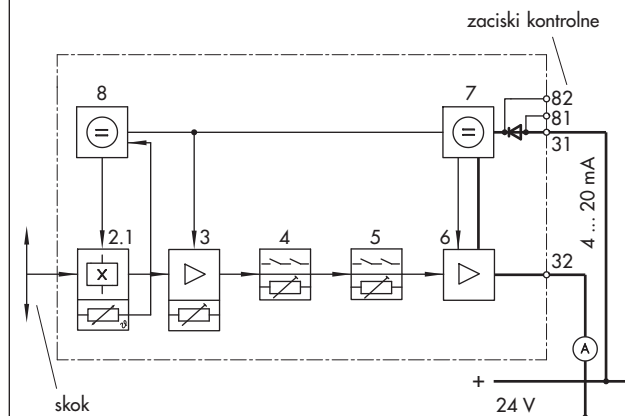 zaciski kontrolne
8
7
82
81
31
4 ... 20 mA
2.1
3
4
5
6
32
X
ϑ
A
+
24 V
skok